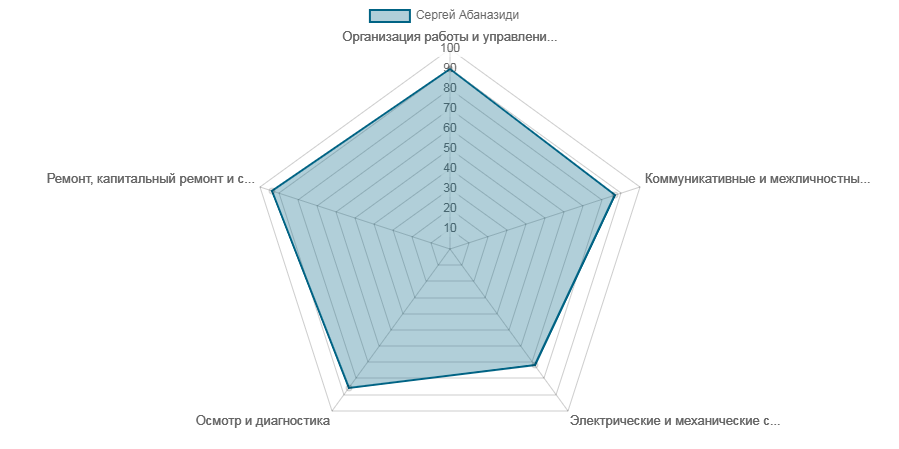 Сергей Абаназиди
Организация работы и управлени...
100
90
80
70
60
50
40
30
20
10
Ремонт, капитальный ремонт и с...
Коммуникативные и межличностны...
Осмотр и диагностика
Электрические и механические с...